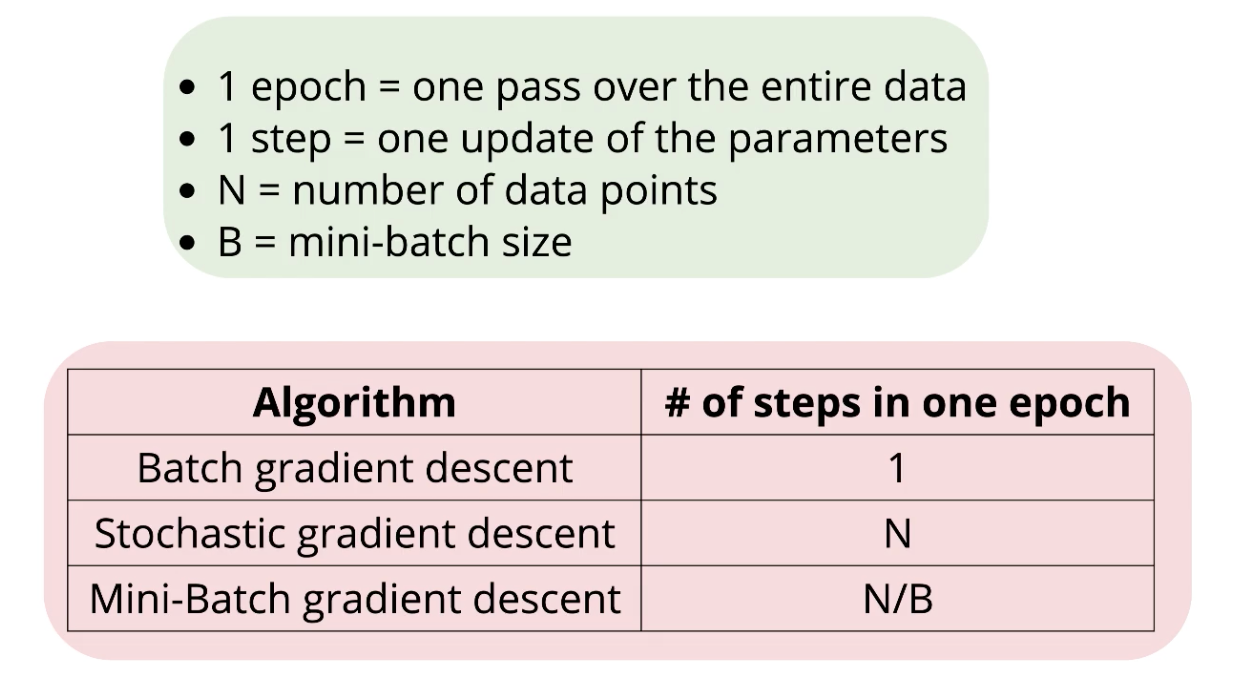 • 1 epoch = one pass over the entire data
• 1 step = one update of the parameters
• N = number of data points
• B = mini-batch size
Algorithm # of steps in one epoch
Batch gradient descent 1
Stochastic gradient descent N
Mini-Batch gradient descent N/B